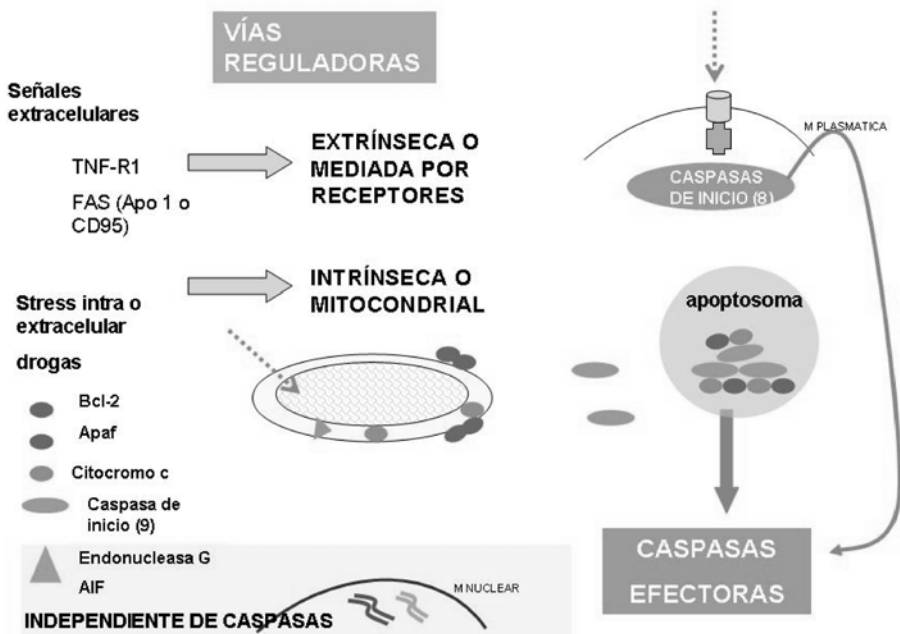 VÍAS
REGULADORAS
Señales
extracelulares
TNF-R1
FAS (Apo 1 o
CD95)
EXTRÍNSECA O
MEDIADA POR
RECEPTORES
M PLASMATICA
CASPASAS
DE INICIO (8)
Stress intra o
extracelular
drogas
INTRÍNSECA O
MITOCONDRIAL
apoptosoma
Bcl-2
Apaf
Citocromo c
Caspasa de
inicio (9)
Endonucleasa G
AIF
INDEPENDIENTE DE CASPASAS
M NUCLEAR
CASPASAS
EFECTORAS